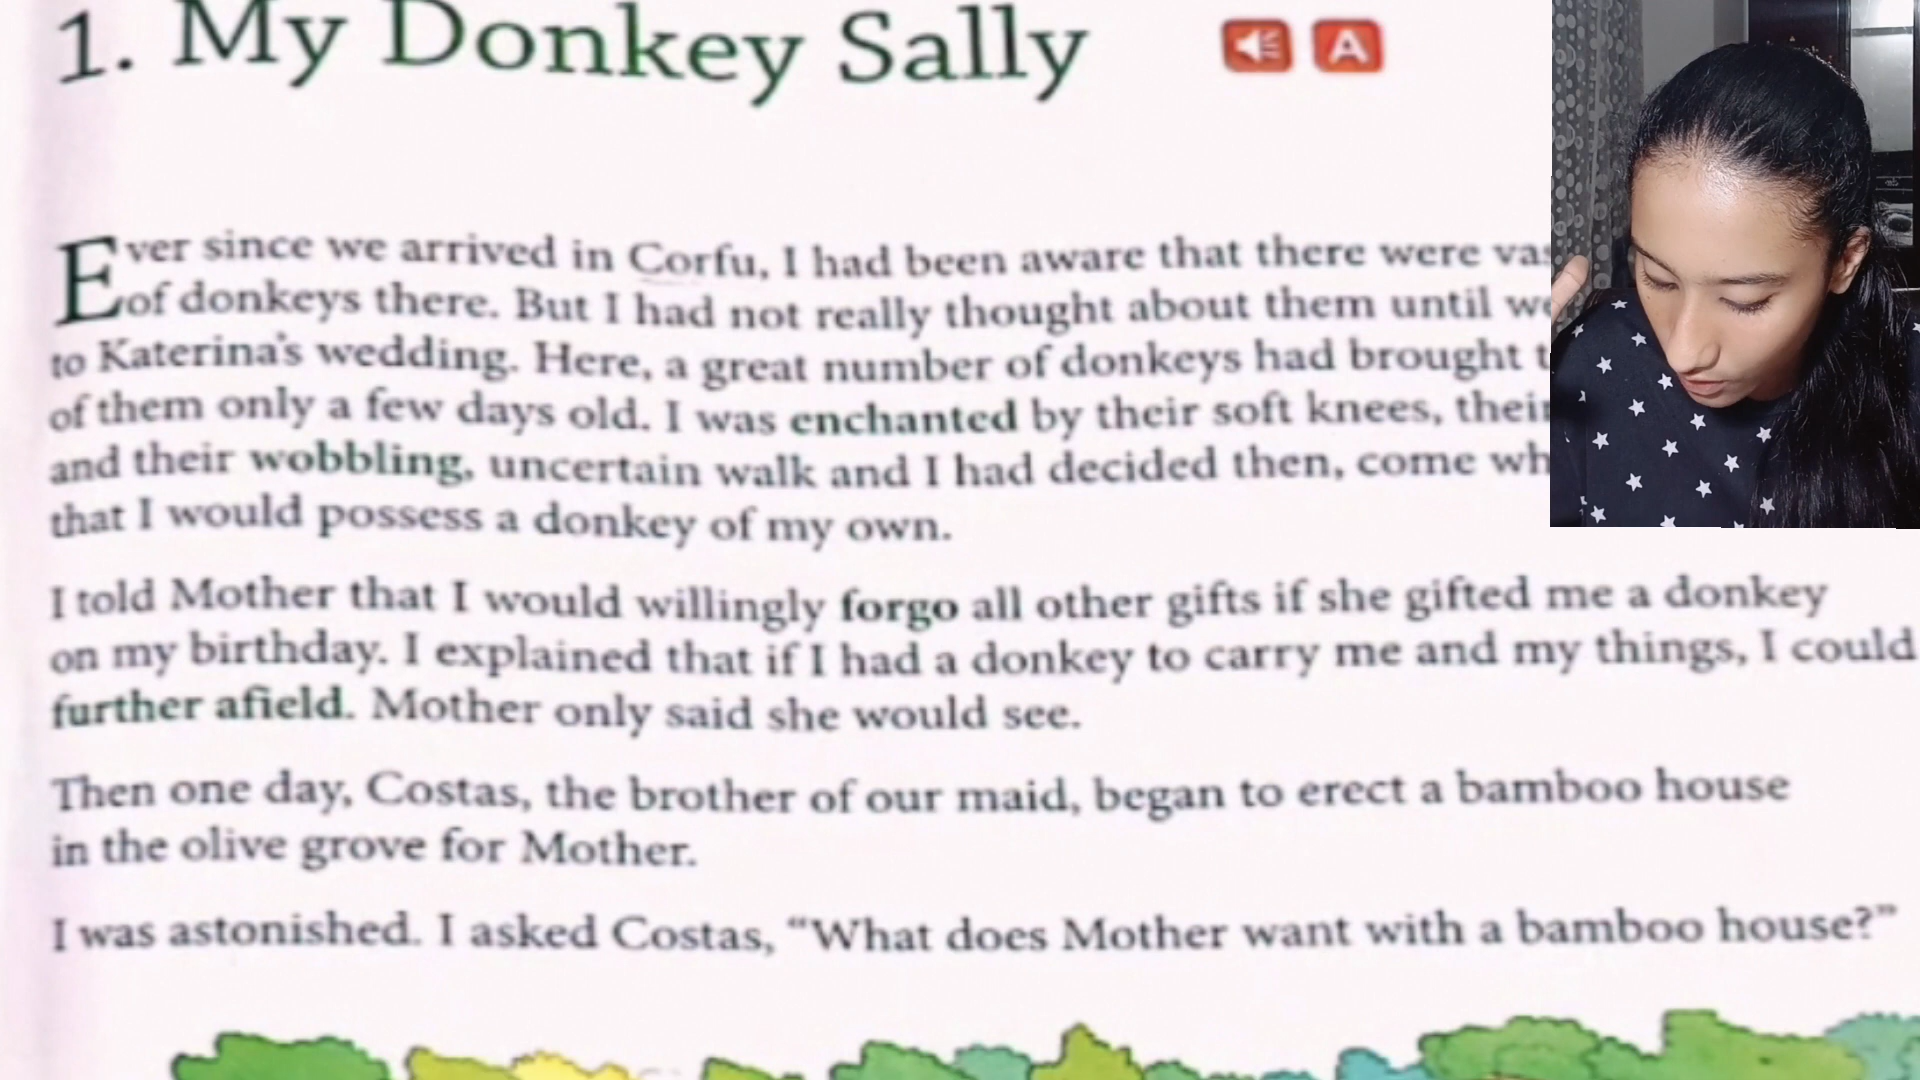 1. My Donkey Sally
A
Ever since we arrived in Corfu, I had been aware that there were
of donkeys there. But I had not really thought about them until
to Katerina's wedding. Here, a great number of donkeys had brought
of them only a few days old. I was enchanted by their soft knees, their
and their wobbling, uncertain walk and I had decided then, come
that I would possess a donkey of my own.
I told Mother that I would willingly forgo all other gifts if she gifted me a donkey
on my birthday. I explained that if I had a donkey to carry me and my things, I could
further afield. Mother only said she would see.
Then one day, Costas, the brother of our maid, began to erect a bamboo house
in the olive grove for Mother.
I was astonished. I asked Costas, “What does Mother want with a bamboo house?”